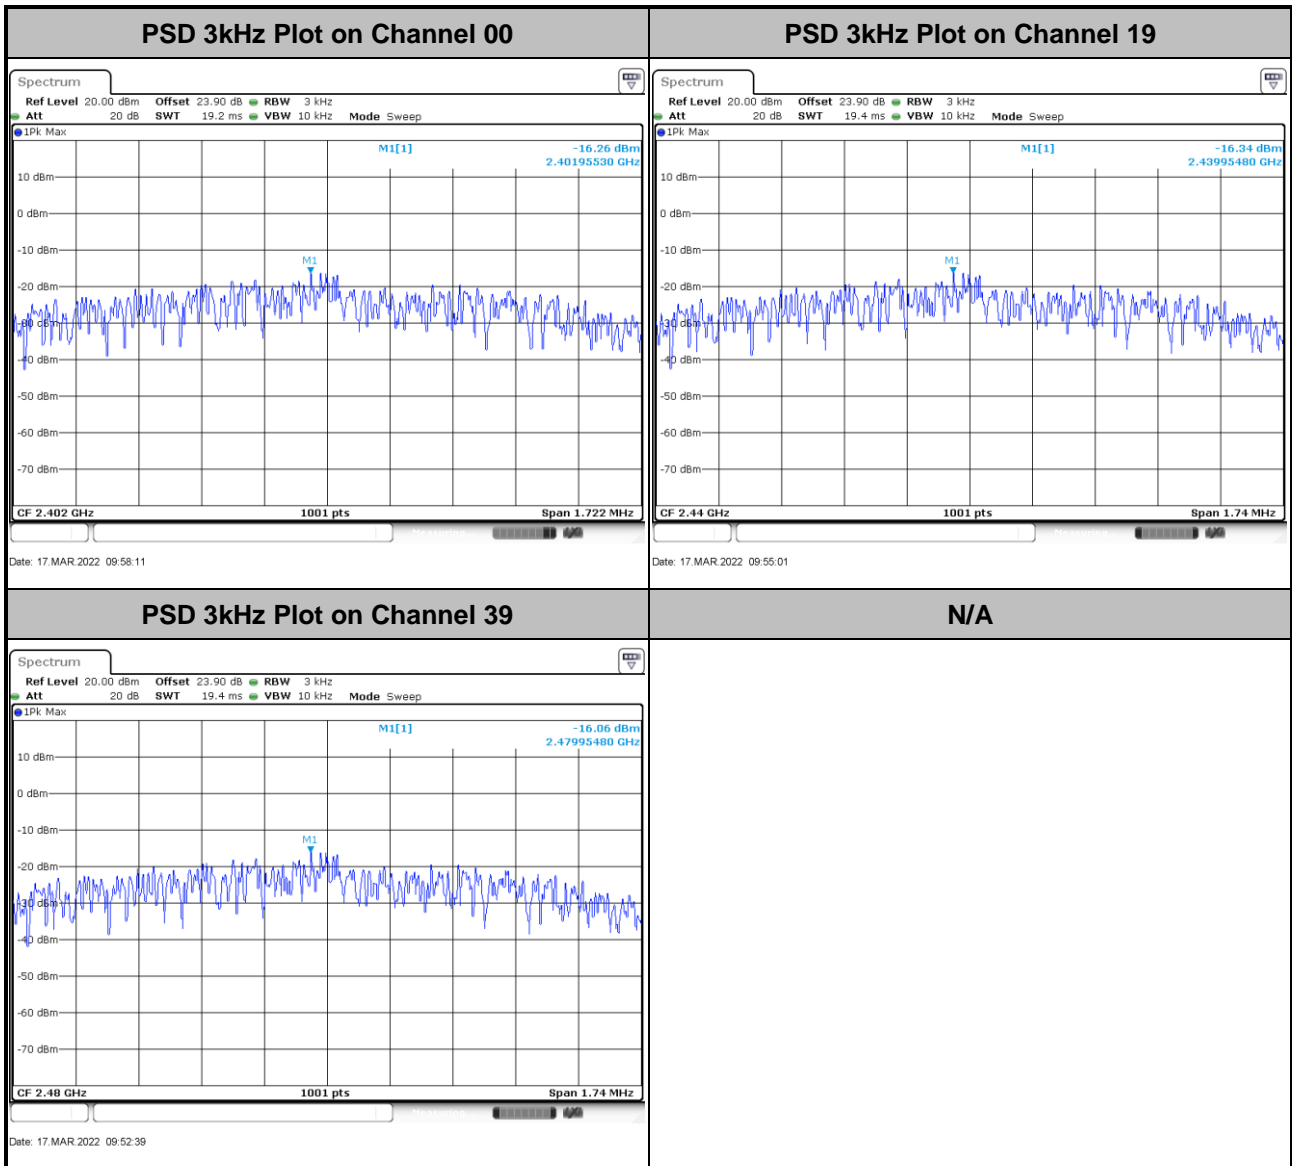 PSD 3kHz Plot on Channel 00
PSD 3kHz Plot on Channel 19
Spectrum
Ref Level 20.00 dBm Offset 23.90 dB RBW 3 kHz
Att 20 dB SWT 19.2 ms VBW 10 kHz Mode Sweep
1Pk Max
M1[1] -16.26 dBm
2.40195530 GHz
10 dBm
0 dBm
-10 dBm
M1
-20 dBm
-30 dBm
-40 dBm
-50 dBm
-60 dBm
-70 dBm
CF 2.402 GHz 1001 pts Span 1.722 MHz
Measuring...
Date: 17.MAR.2022 09:58:11
Spectrum
Ref Level 20.00 dBm Offset 23.90 dB RBW 3 kHz
Att 20 dB SWT 19.4 ms VBW 10 kHz Mode Sweep
1Pk Max
M1[1] -16.34 dBm
2.43995480 GHz
10 dBm
0 dBm
-10 dBm
M1
-20 dBm
-30 dBm
-40 dBm
-50 dBm
-60 dBm
-70 dBm
CF 2.44 GHz 1001 pts Span 1.74 MHz
Measuring...
Date: 17.MAR.2022 09:55:01
PSD 3kHz Plot on Channel 39
N/A
Spectrum
Ref Level 20.00 dBm Offset 23.90 dB RBW 3 kHz
Att 20 dB SWT 19.4 ms VBW 10 kHz Mode Sweep
1Pk Max
M1[1] -16.06 dBm
2.47995480 GHz
10 dBm
0 dBm
-10 dBm
M1
-20 dBm
-30 dBm
-40 dBm
-50 dBm
-60 dBm
-70 dBm
CF 2.48 GHz 1001 pts Span 1.74 MHz
Measuring...
Date: 17.MAR.2022 09:52:39